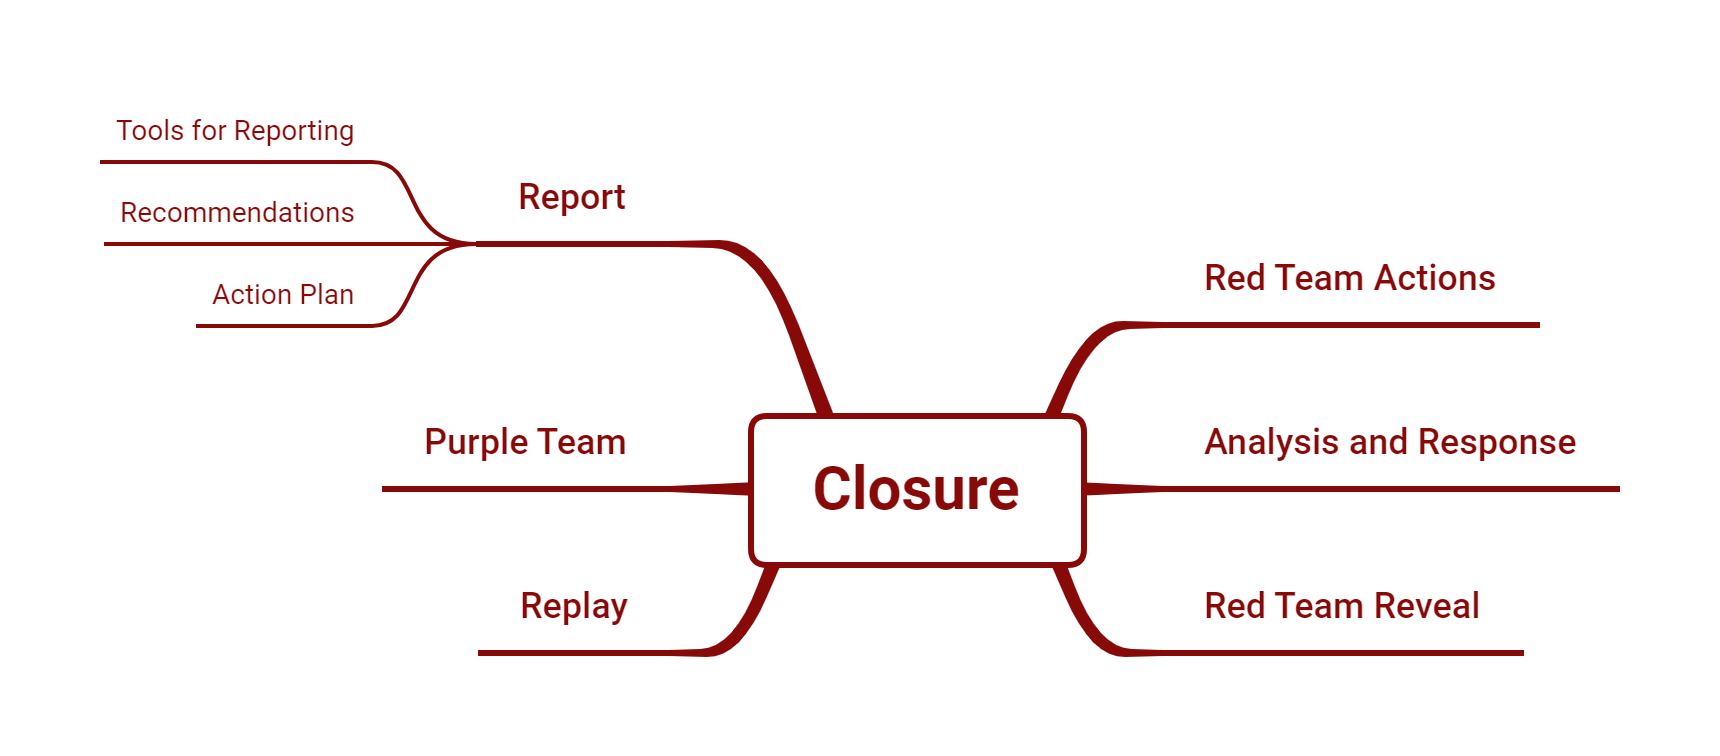 Tools for Reporting
Recommendations
Action Plan
Report
Purple Team
Replay
Closure
Red Team Actions
Analysis and Response
Red Team Reveal